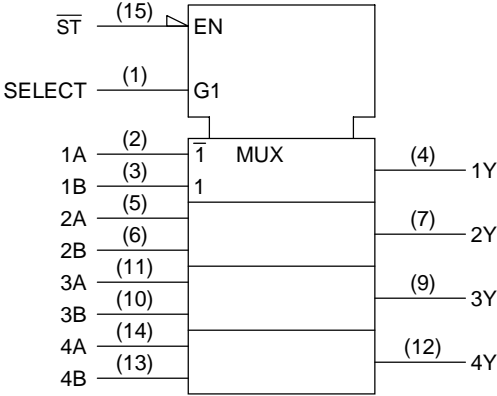 S̅T̅ (15) EN
SELECT (1) G1
1A (2) 1̅ MUX (4) 1Y
1B (3) 1
2A (5) (7) 2Y
2B (6)
3A (11) (9) 3Y
3B (10)
4A (14) (12) 4Y
4B (13)